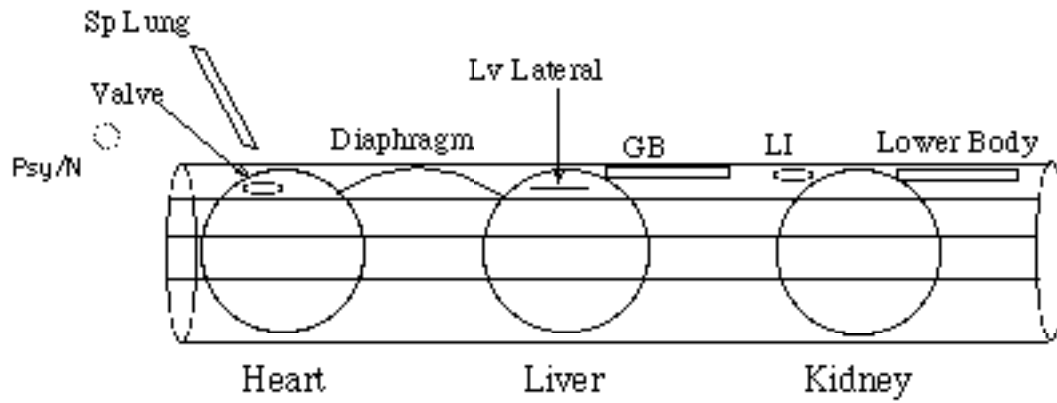 Sp Lung
Valve
Psy/N
Diaphragm
Lv Lateral
GB
LI
Lower Body
Heart
Liver
Kidney